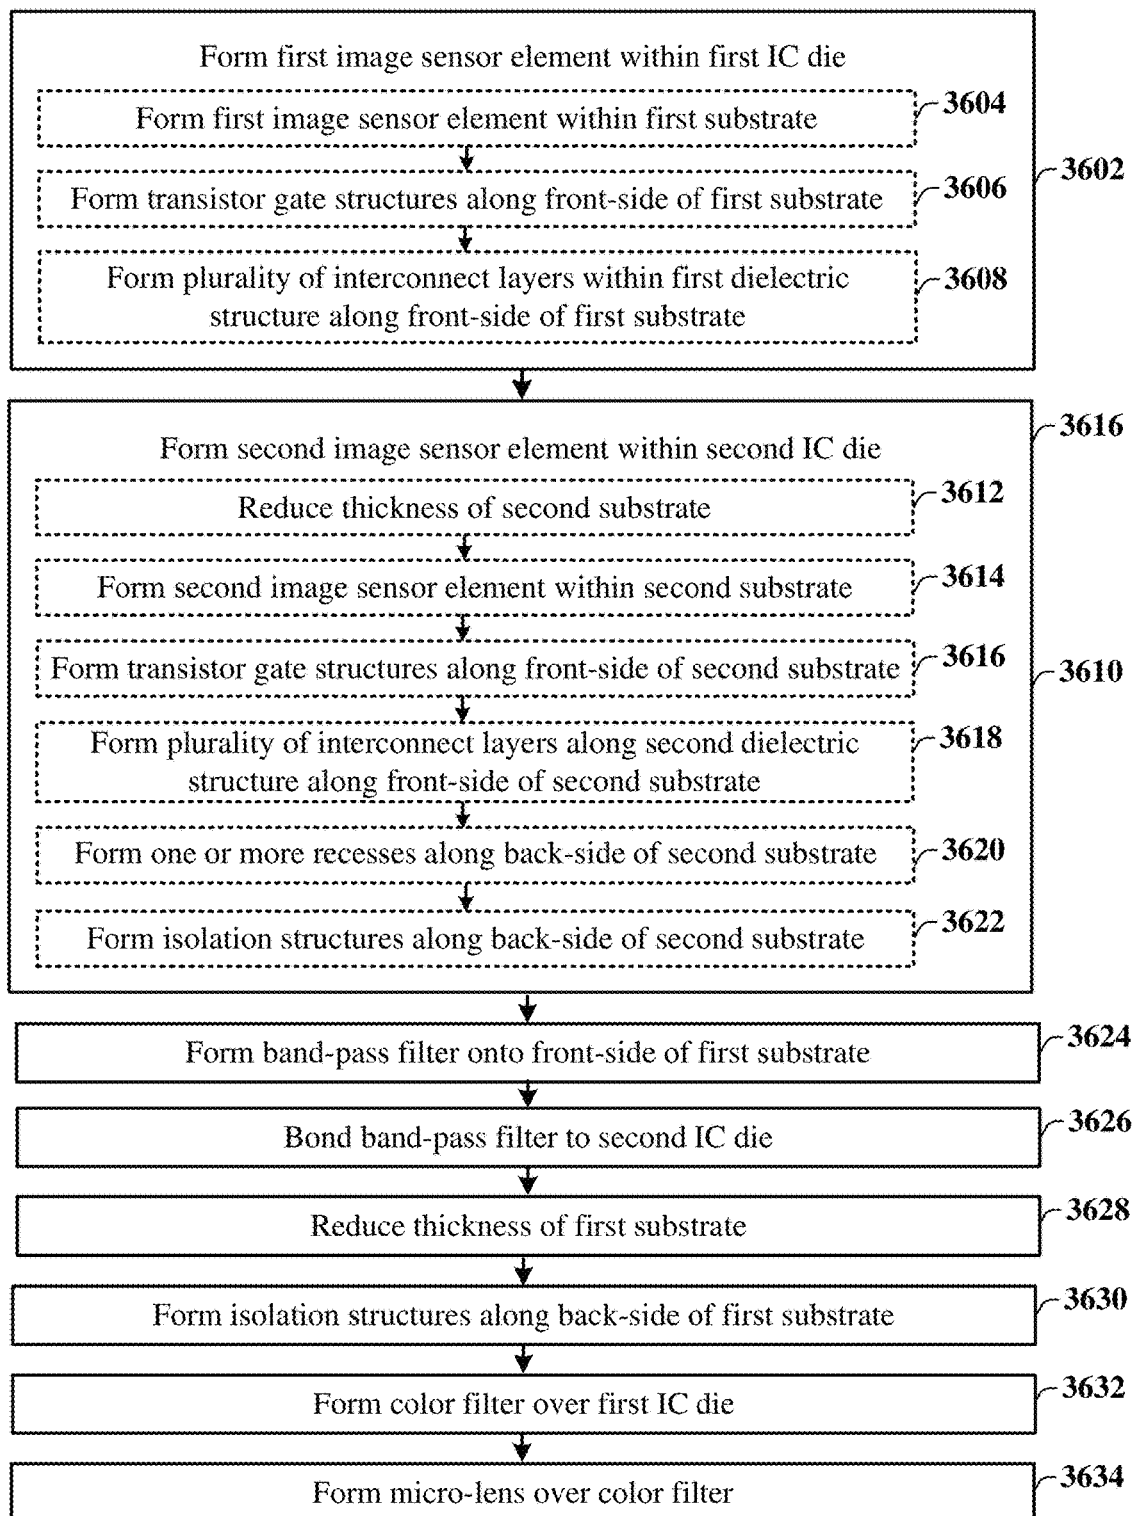 Form first image sensor element within first IC die
3604
Form first image sensor element within first substrate
3602
3606
Form transistor gate structures along front-side of first substrate
3608
Form plurality of interconnect layers within first dielectric
structure along front-side of first substrate
3616
Form second image sensor element within second IC die
3612
Reduce thickness of second substrate
3614
Form second image sensor element within second substrate
3616
Form transistor gate structures along front-side of second substrate
3610
3618
Form plurality of interconnect layers along second dielectric
structure along front-side of second substrate
3620
Form one or more recesses along back-side of second substrate
3622
Form isolation structures along back-side of second substrate
3624
Form band-pass filter onto front-side of first substrate
3626
Bond band-pass filter to second IC die
3628
Reduce thickness of first substrate
3630
Form isolation structures along back-side of first substrate
3632
Form color filter over first IC die
3634
Form micro-lens over color filter